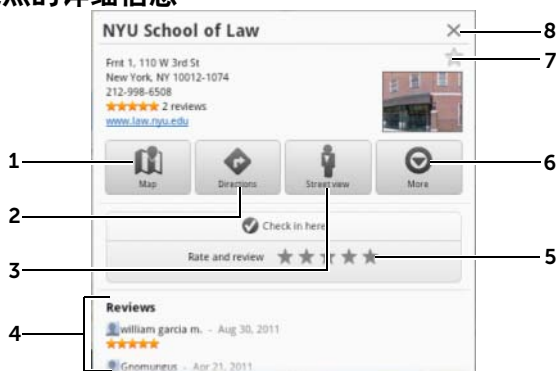 的详细信息
NYU School of Law
8
7
Frnt 1, 110 W 3rd St
New York, NY 10012-1074
212-998-6508
2 reviews
www.law.nyu.edu
1
6
Map
Directions
Street view
More
2
Check in here
3
Rate and review
5
Reviews
4
william garcia m. - Aug 30, 2011
Gnomuneus - Apr 21, 2011